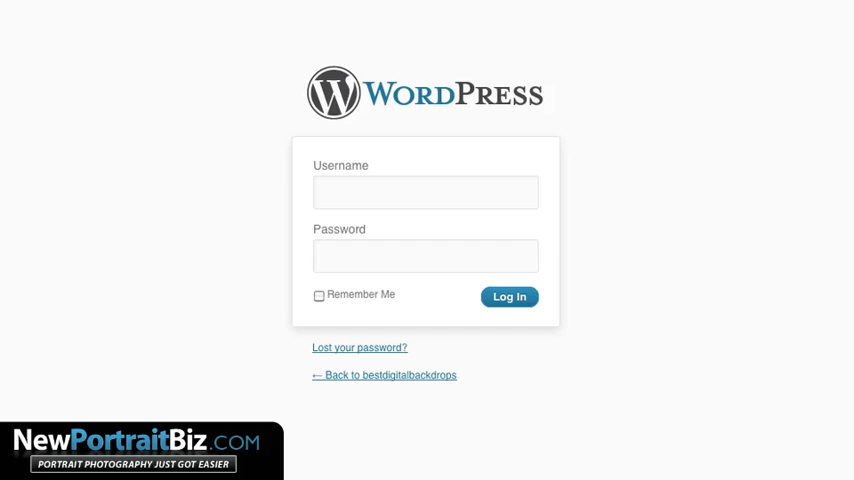 WORDPRESS
Username
Password
Remember Me
Log In
Lost your password?
← Back to bestdigitalbackdrops
NewPortraitBiz.com
PORTRAIT PHOTOGRAPHY JUST GOT EASIER